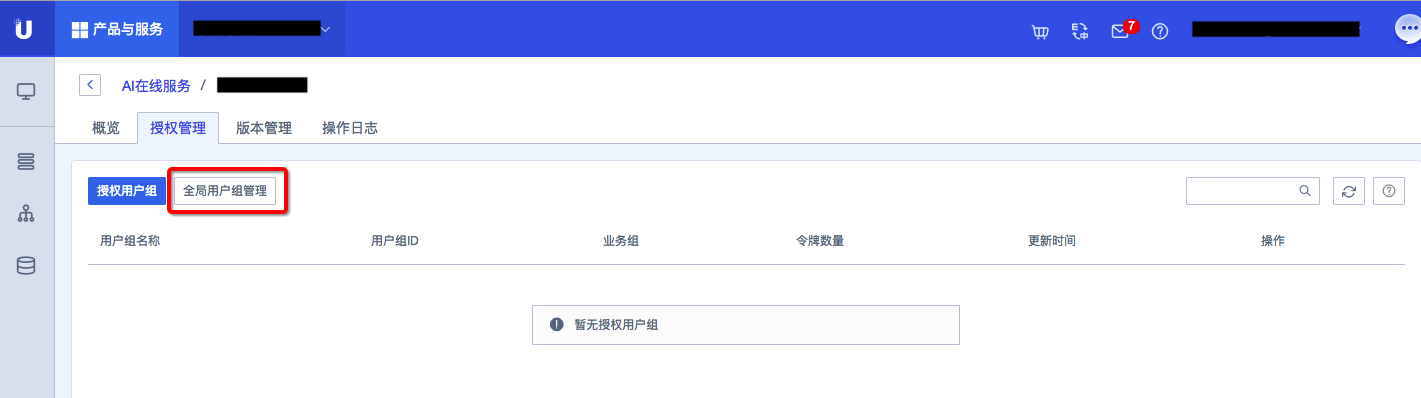 U 产品与服务 7
AI在线服务 /
概览 授权管理 版本管理 操作日志
授权用户组 全局用户组管理
用户组名称 用户组ID 业务组 令牌数量 更新时间 操作
暂无授权用户组